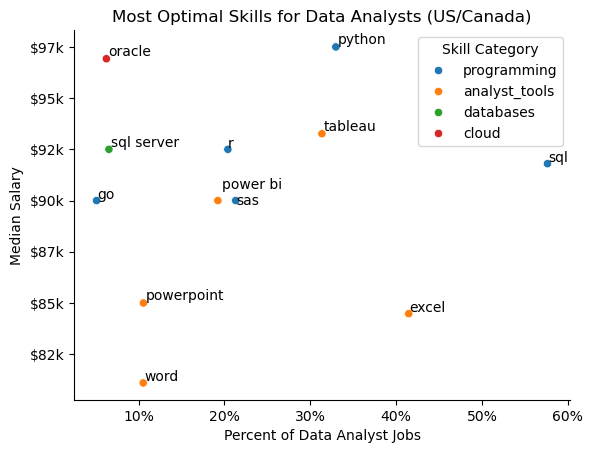 Most Optimal Skills for Data Analysts (US/Canada)
Median Salary
$97k
$95k
$92k
$90k
$87k
$85k
$82k
oracle
python
Skill Category
programming
analyst_tools
databases
cloud
tableau
sql server
r
sql
power bi
go
sas
powerpoint
excel
word
10%
20%
30%
40%
50%
60%
Percent of Data Analyst Jobs